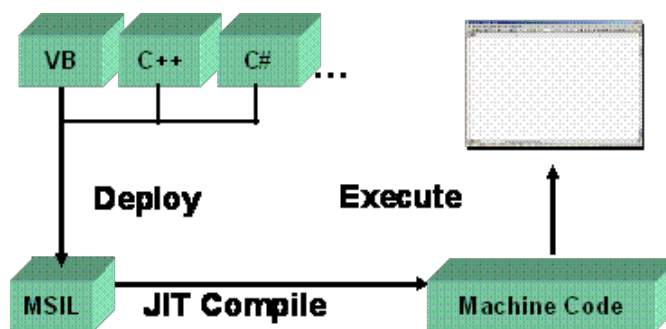 VB
C++
C#
...
Deploy
Execute
MSIL
JIT Compile
Machine Code